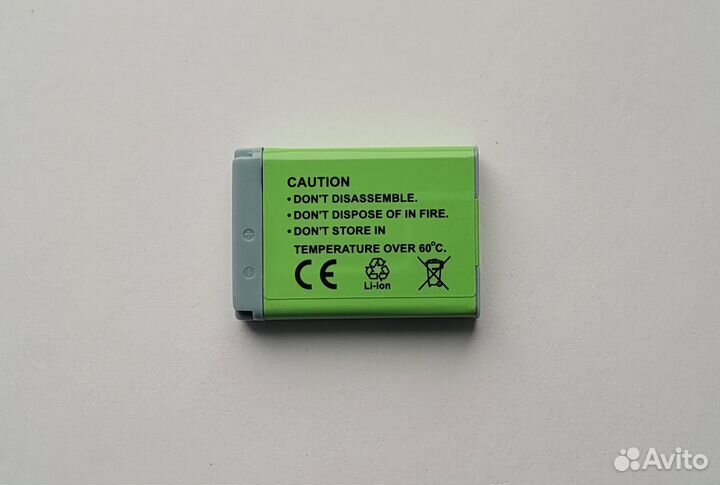 CAUTION
• DON'T DISASSEMBLE.
• DON'T DISPOSE OF IN FIRE.
• DON'T STORE IN
TEMPERATURE OVER 60°C.
CE
Li-ion
+
-
Avito